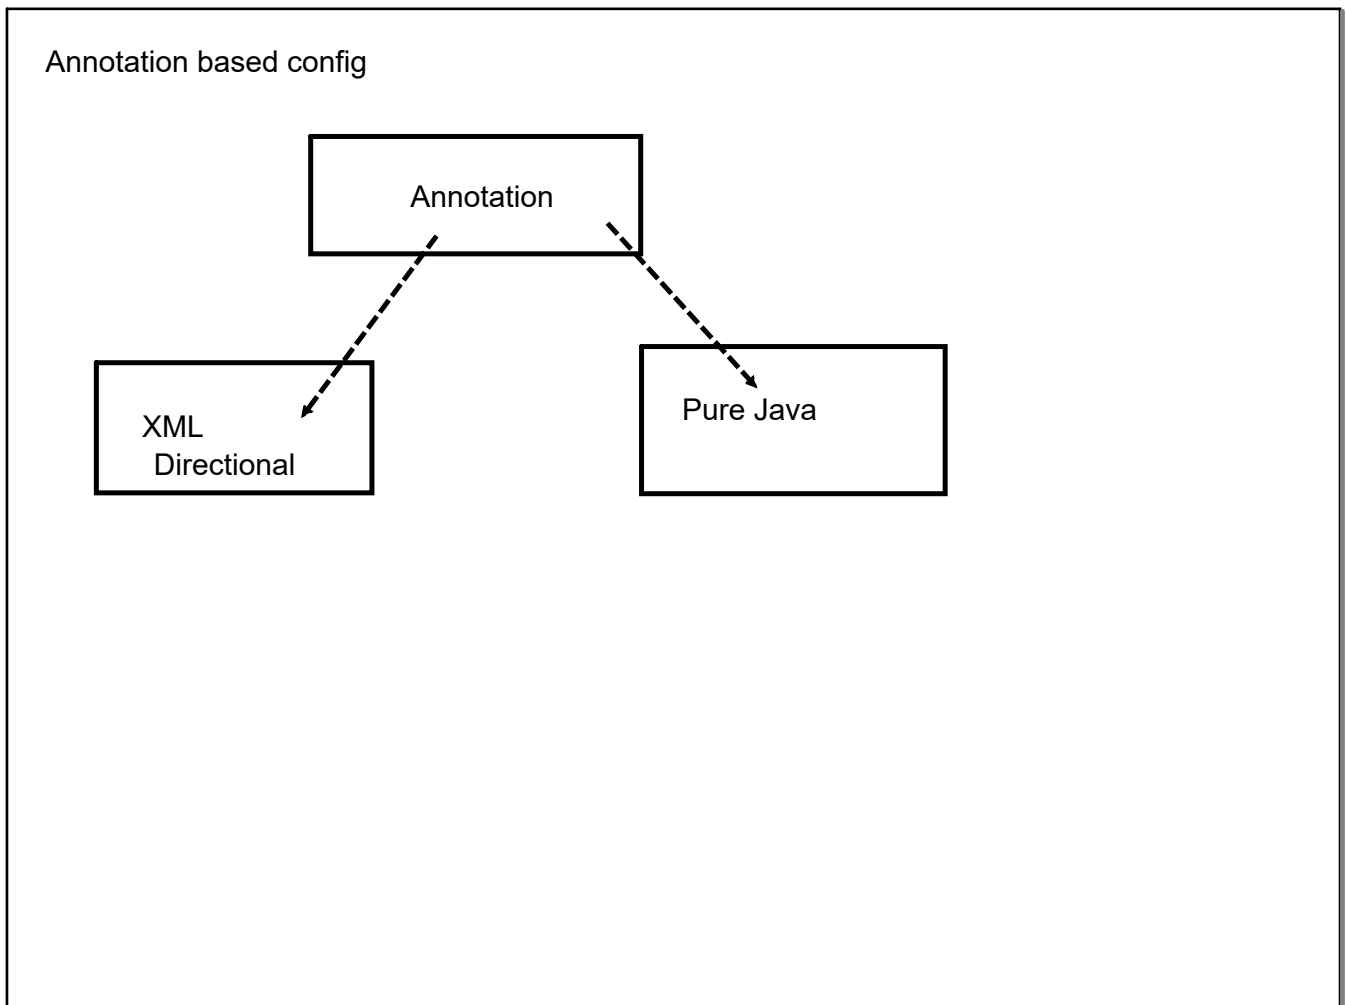 Annotation based config
Annotation
XML
Directional
Pure Java